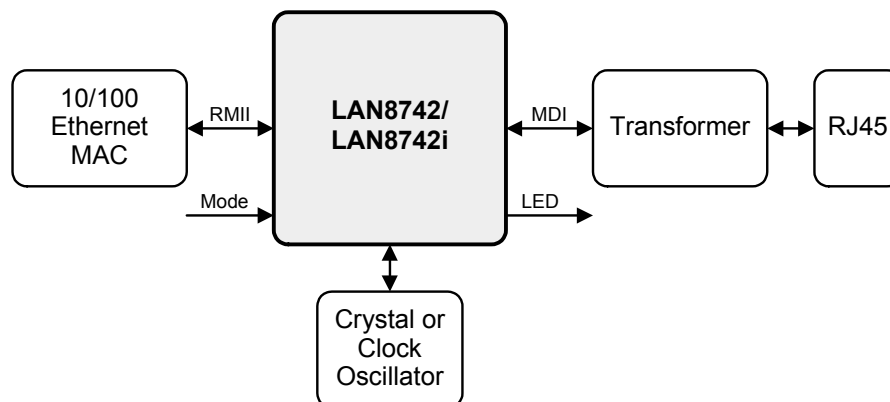 10/100
Ethernet
MAC
RMII
LAN8742/
LAN8742i
MDI
Transformer
RJ45
Mode
LED
Crystal or
Clock
Oscillator